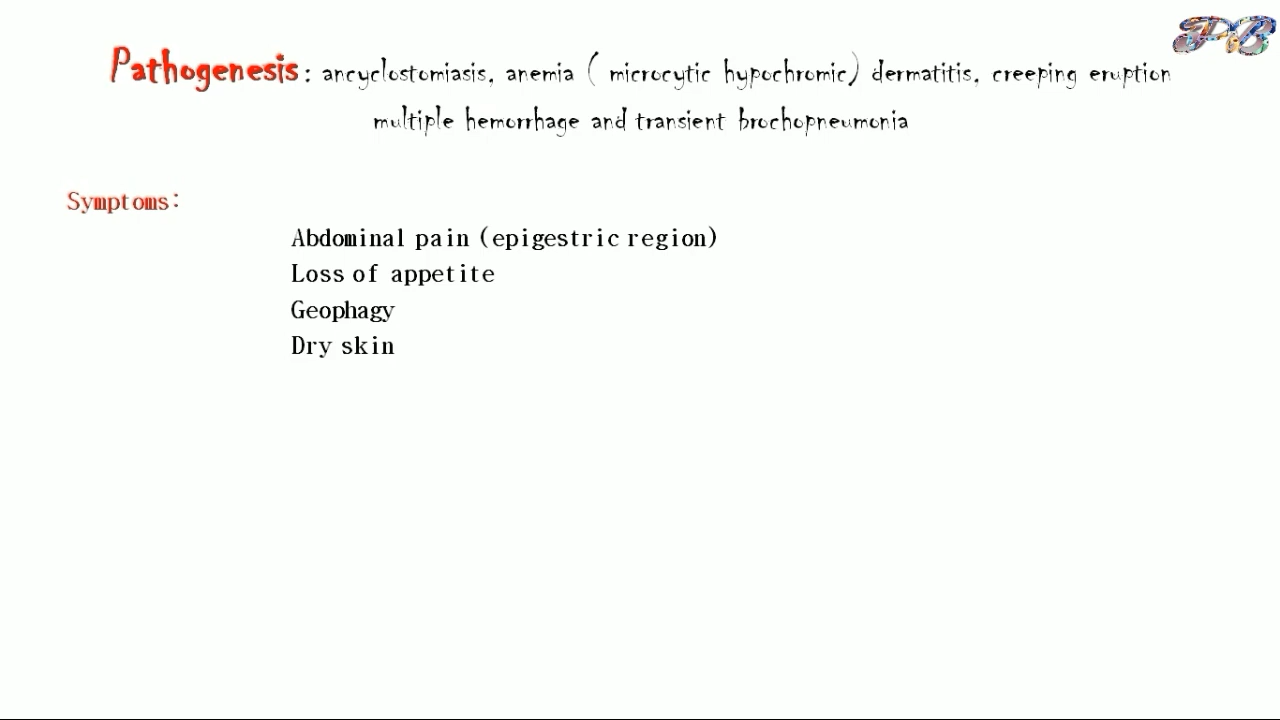 PB
Pathogenesis : ancyclostomiasis, anemia ( microcytic hypochromic) dermatitis, creeping eruption
multiple hemorrhage and transient brochopneumonia
Symptoms:
Abdominal pain (epigestric region)
Loss of appetite
Geophagy
Dry skin